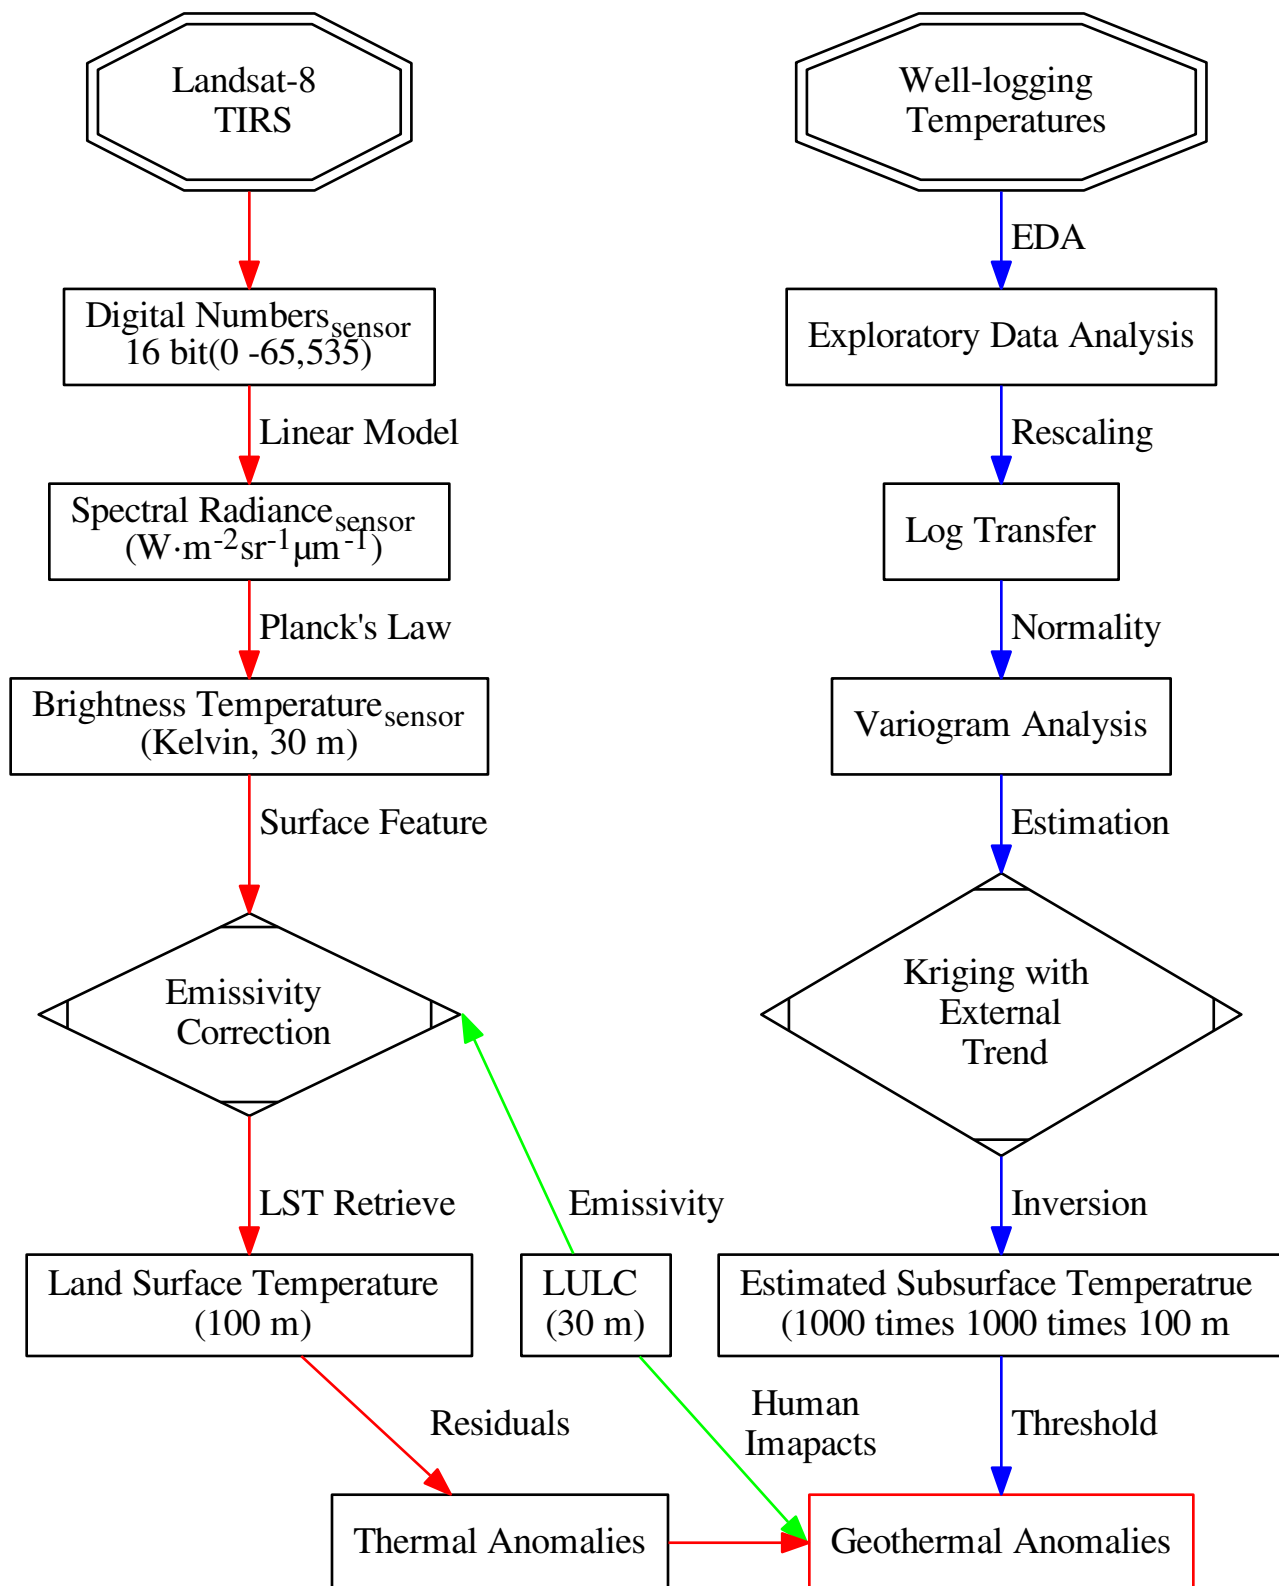 Landsat-8
TIRS
Well-logging
Temperatures
EDA
Digital Numbers_sensor
16 bit(0 -65,535)
Exploratory Data Analysis
Linear Model
Rescaling
Spectral Radiance_sensor
(W·m⁻²sr⁻¹µm⁻¹)
Log Transfer
Planck's Law
Normality
Brightness Temperature_sensor
(Kelvin, 30 m)
Variogram Analysis
Surface Feature
Estimation
Emissivity
Correction
Kriging with
External
Trend
LST Retrieve
Emissivity
Inversion
Land Surface Temperature
(100 m)
LULC
(30 m)
Estimated Subsurface Temperatrue
(1000 times 1000 times 100 m
Residuals
Human
Imapacts
Threshold
Thermal Anomalies
Geothermal Anomalies